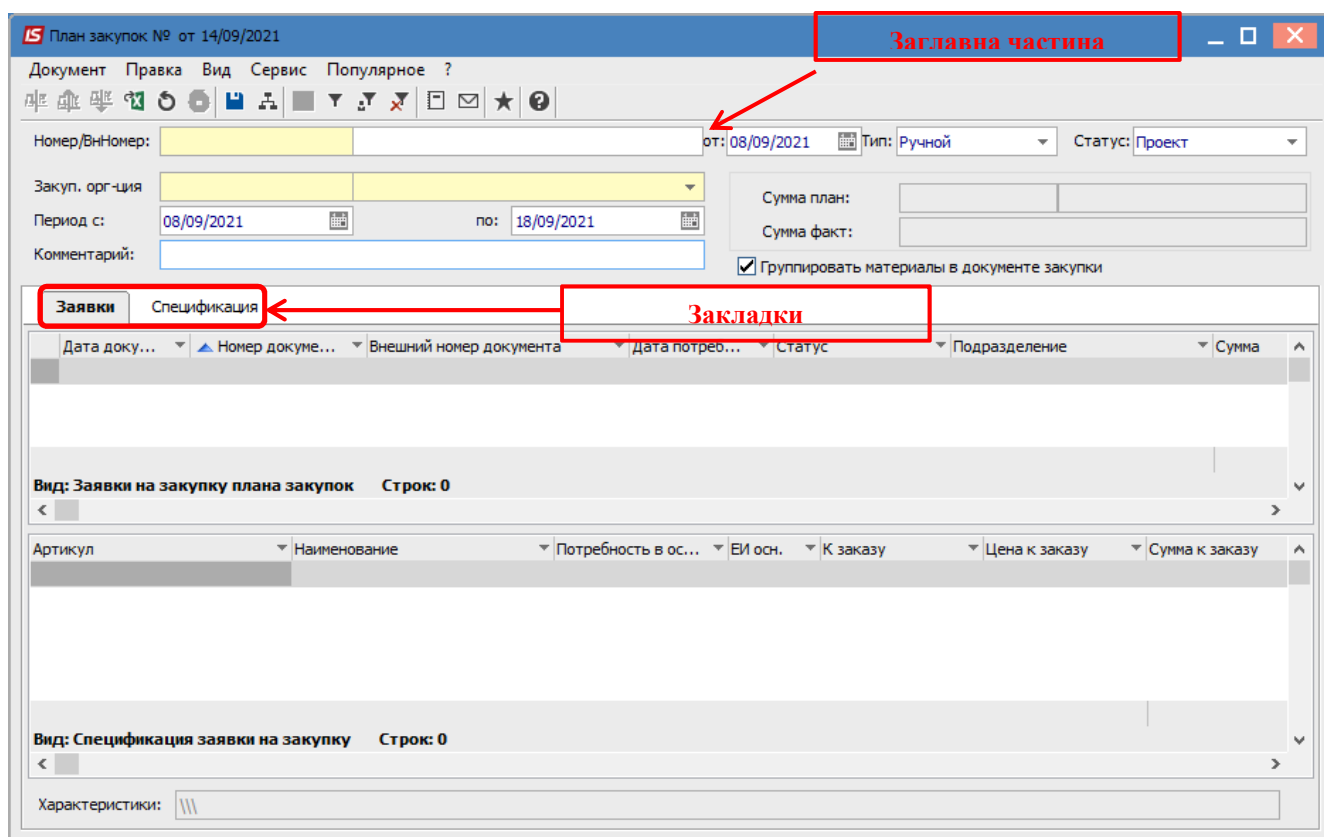 IS План закупок № от 14/09/2021
Заглавна частина
Документ Правка Вид Сервис Популярное ?
Номер/ВнНомер: от: 08/09/2021 Тип: Ручной Статус: Проект
Закуп. орг-ция
Сумма план:
Период с: 08/09/2021 по: 18/09/2021
Сумма факт:
Комментарий:
Группировать материалы в документе закупки
Заявки Спецификация
Закладки
Дата доку... Номер докуме... Внешний номер документа Дата потреб... Статус Подразделение Сумма
Вид: Заявки на закупку плана закупок Строк: 0
Артикул Наименование Потребность в ос... ЕИ осн. К заказу Цена к заказу Сумма к заказу
Вид: Спецификация заявки на закупку Строк: 0
Характеристики: \\\